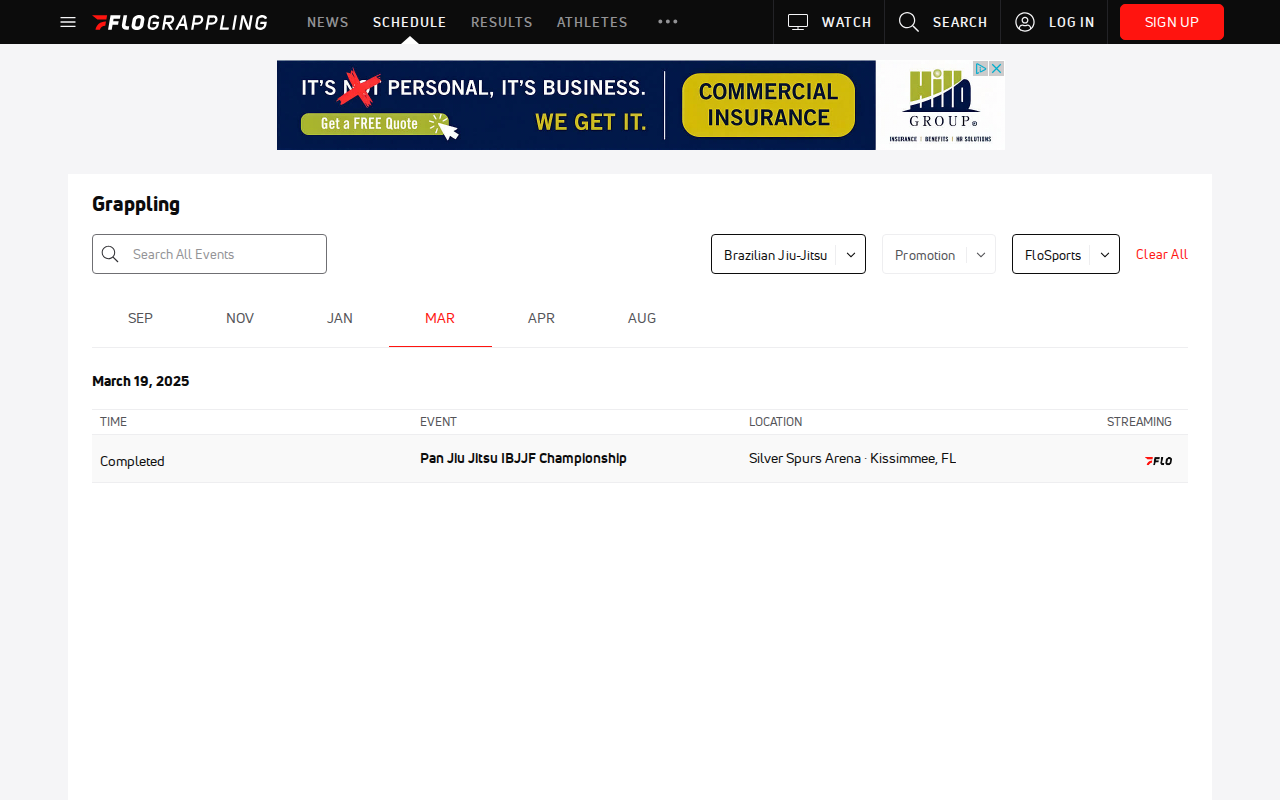 FLOGRAPPLING NEWS SCHEDULE RESULTS ATHLETES WATCH SEARCH LOG IN SIGN UP
IT'S NOT PERSONAL, IT'S BUSINESS.
Get a FREE Quote WE GET IT.
COMMERCIAL
INSURANCE
Hill
GROUP
INSURANCE | BENEFITS | HR SOLUTIONS
Grappling
Search All Events Brazilian Jiu-Jitsu Promotion FloSports Clear All
SEP NOV JAN MAR APR AUG
March 19, 2025
TIME EVENT LOCATION STREAMING
Completed Pan Jiu Jitsu IBJJF Championship Silver Spurs Arena · Kissimmee, FL FLO